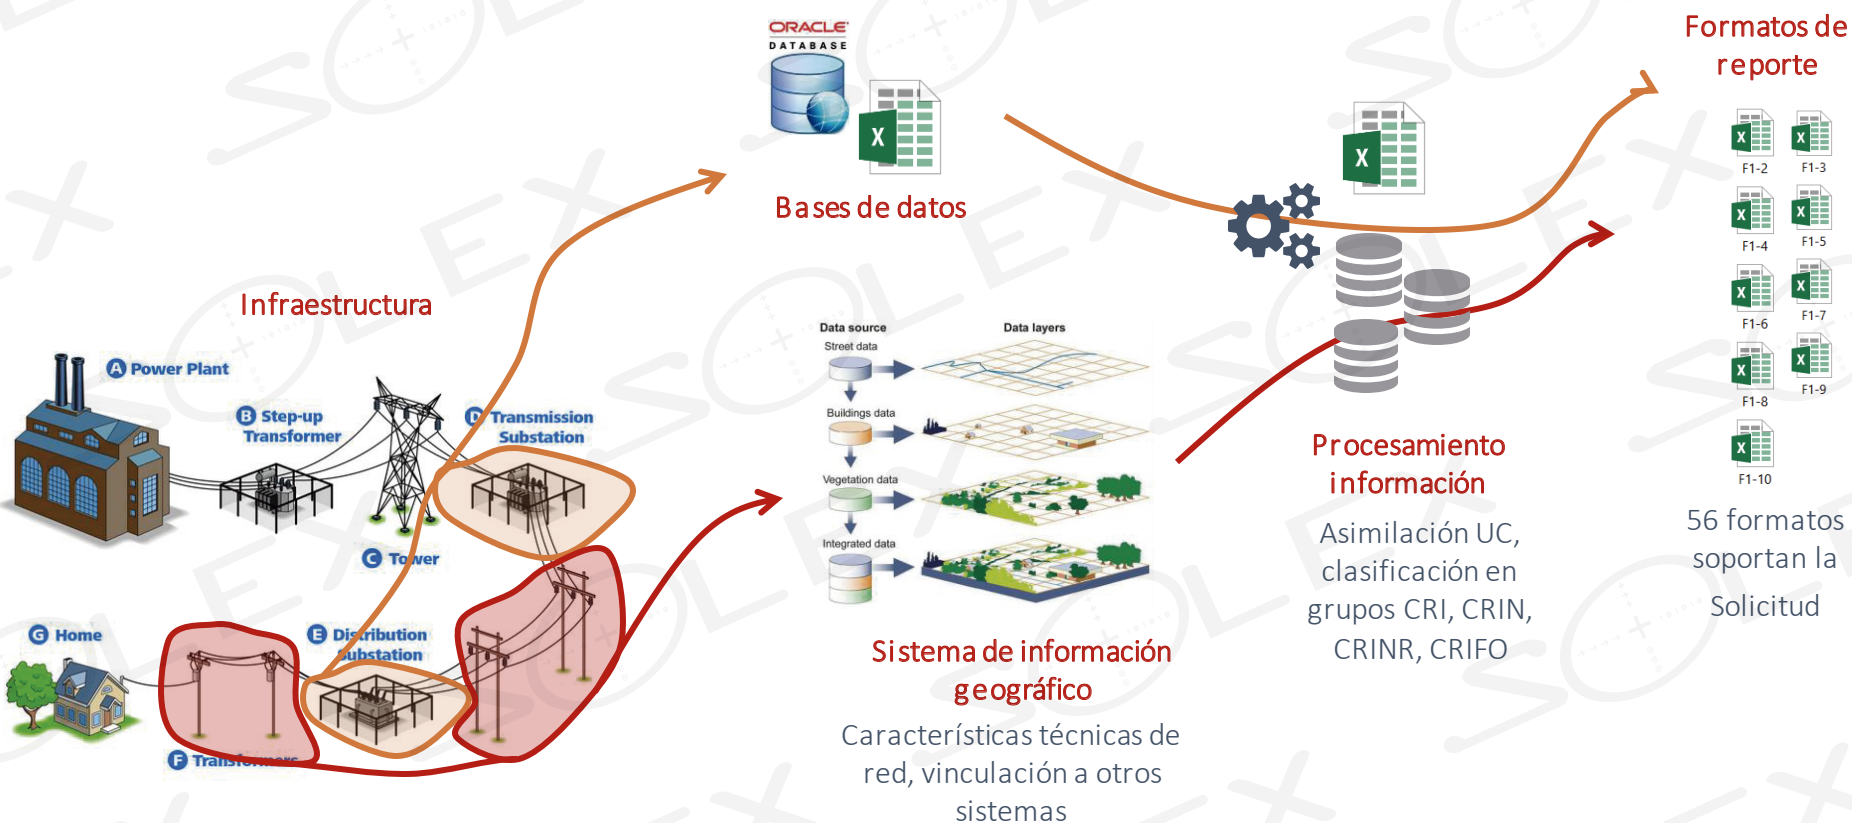 ORACLE
DATABASE
X
Bases de datos
Infraestructura
A Power Plant
B Step-up
Transformer
D Transmission
Substation
C Tower
G Home
E Distribution
Substation
F Transformers
Data source
Data layers
Street data
Buildings data
Vegetation data
Integrated data
Sistema de información
geográfico
Características técnicas de
red, vinculación a otros
sistemas
X
Procesamiento
información
Asimilación UC,
clasificación en
grupos CRI, CRIN,
CRINR, CRIFO
Formatos de
reporte
X
X
F1-2
F1-3
X
X
F1-4
F1-5
X
X
F1-6
F1-7
X
X
F1-8
F1-9
X
F1-10
56 formatos
soportan la
Solicitud
SOLEX